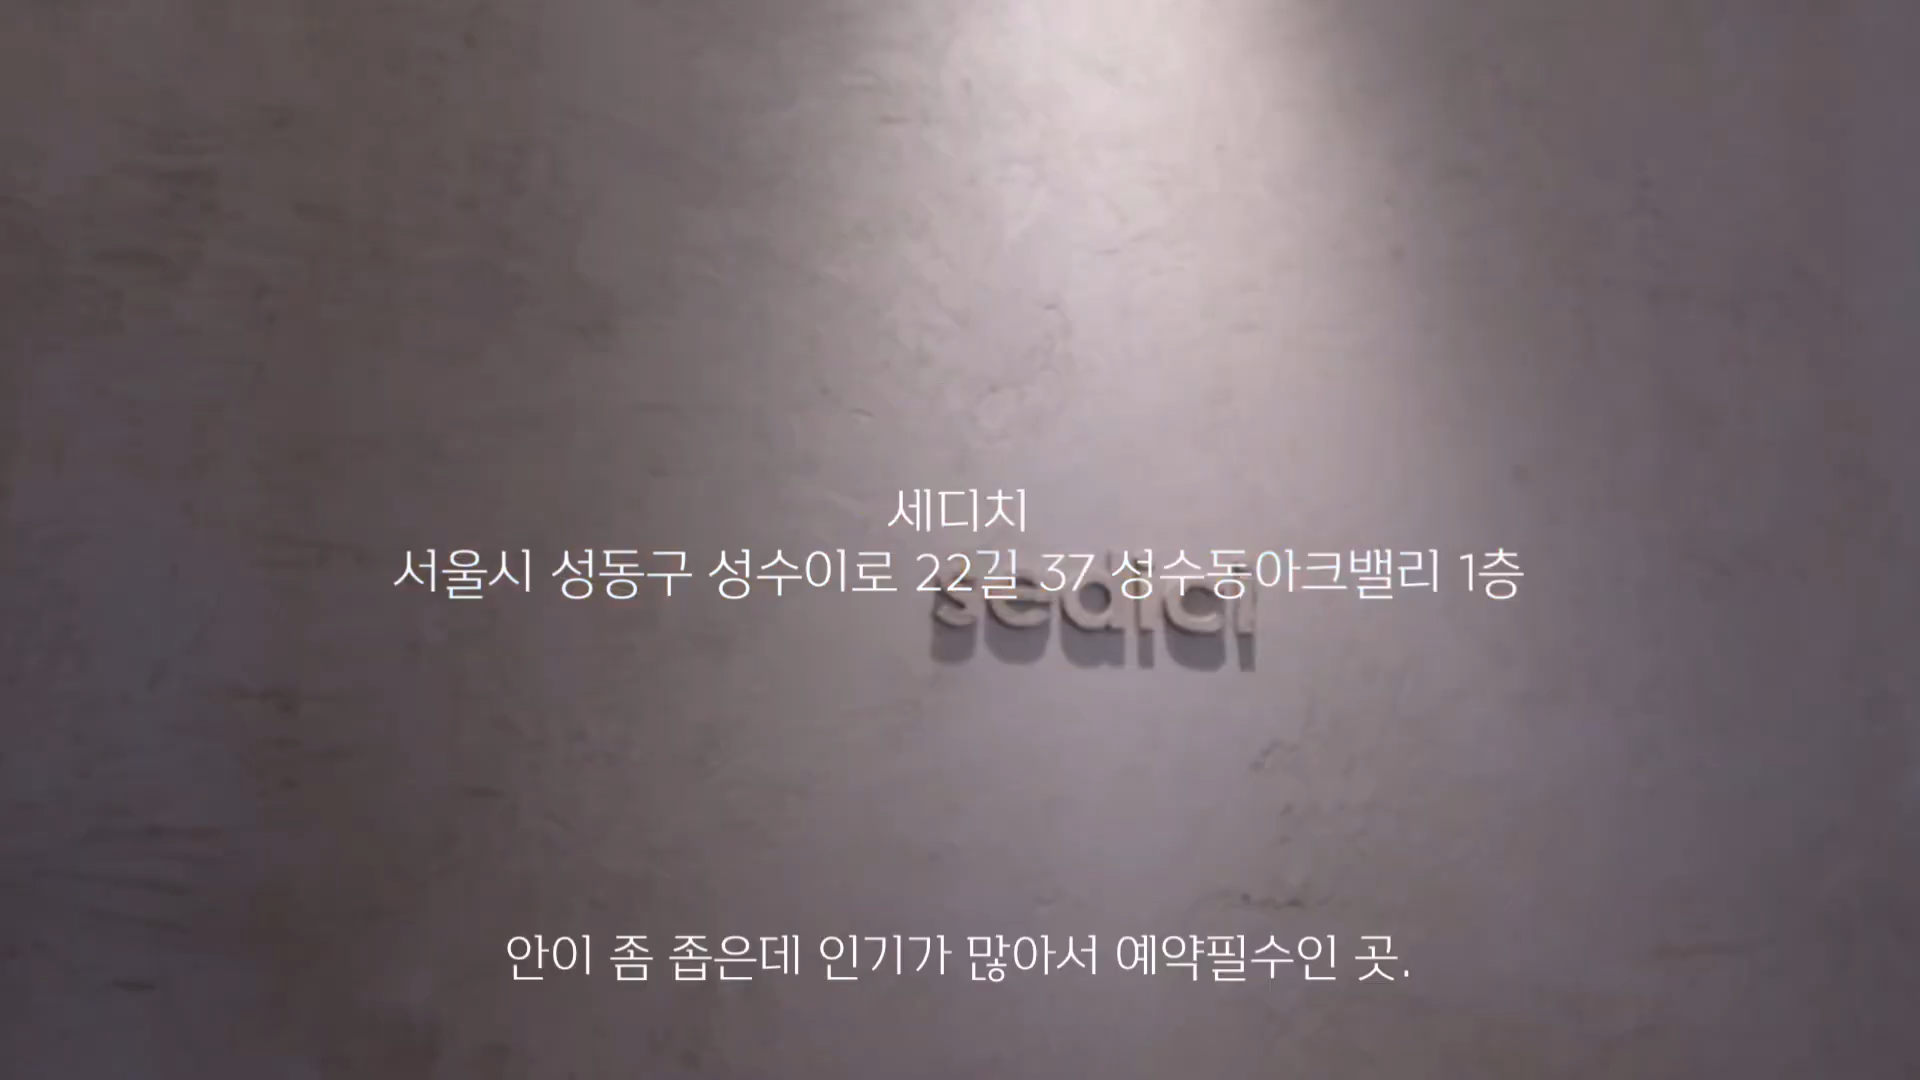 세디치
서울시 성동구 성수이로 22길 37 성수동아크밸리 1층
sedici
안이 좀 좁은데 인기가 많아서 예약필수인 곳.